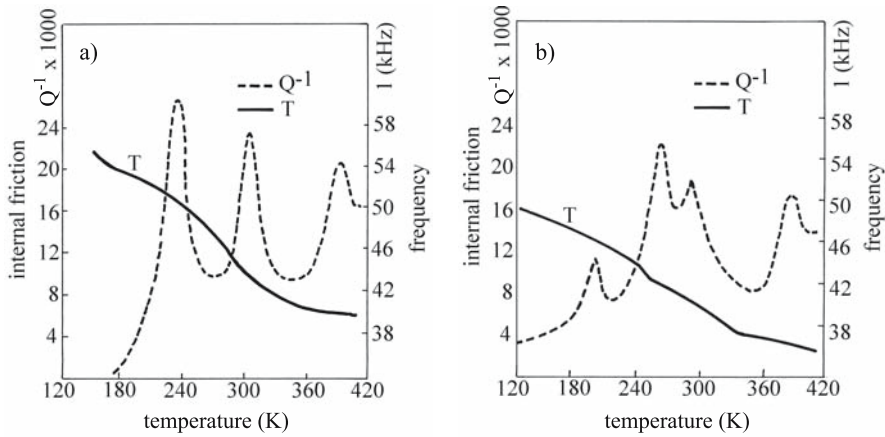 a)
Q-1 x 1000
internal friction
24
20
16
12
8
4
120 180 240 300 360 420
temperature (K)
Q-1
T
T
1 (kHz)
frequency
58
54
50
46
42
38
b)
Q-1 x 1000
internal friction
24
20
16
12
8
4
120 180 240 300 360 420
temperature (K)
Q-1
T
T
1 (kHz)
frequency
58
54
50
46
42
38